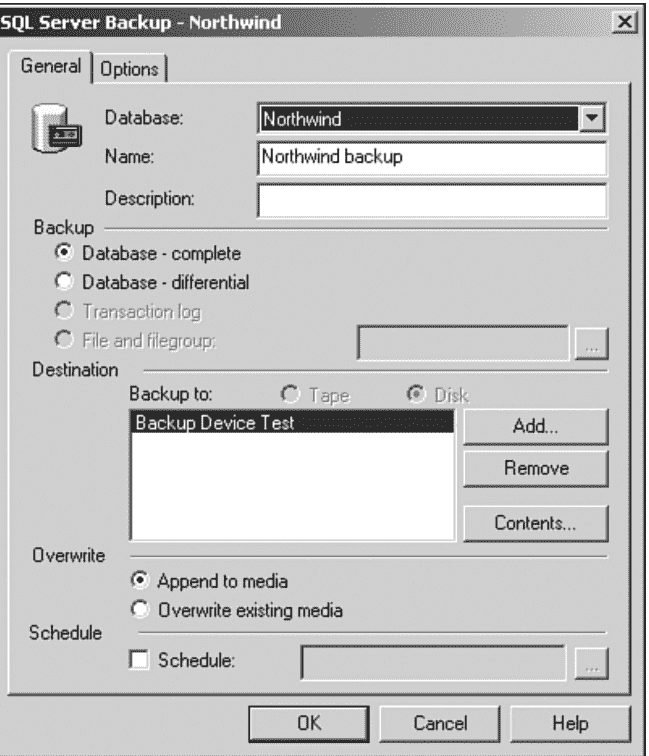 SQL Server Backup - Northwind
General Options
Database: Northwind
Name: Northwind backup
Description:
Backup
Database - complete
Database - differential
Transaction log
File and filegroup: ...
Destination
Backup to: Tape Disk
Backup Device Test
Add...
Remove
Contents...
Overwrite
Append to media
Overwrite existing media
Schedule
Schedule: ...
OK Cancel Help